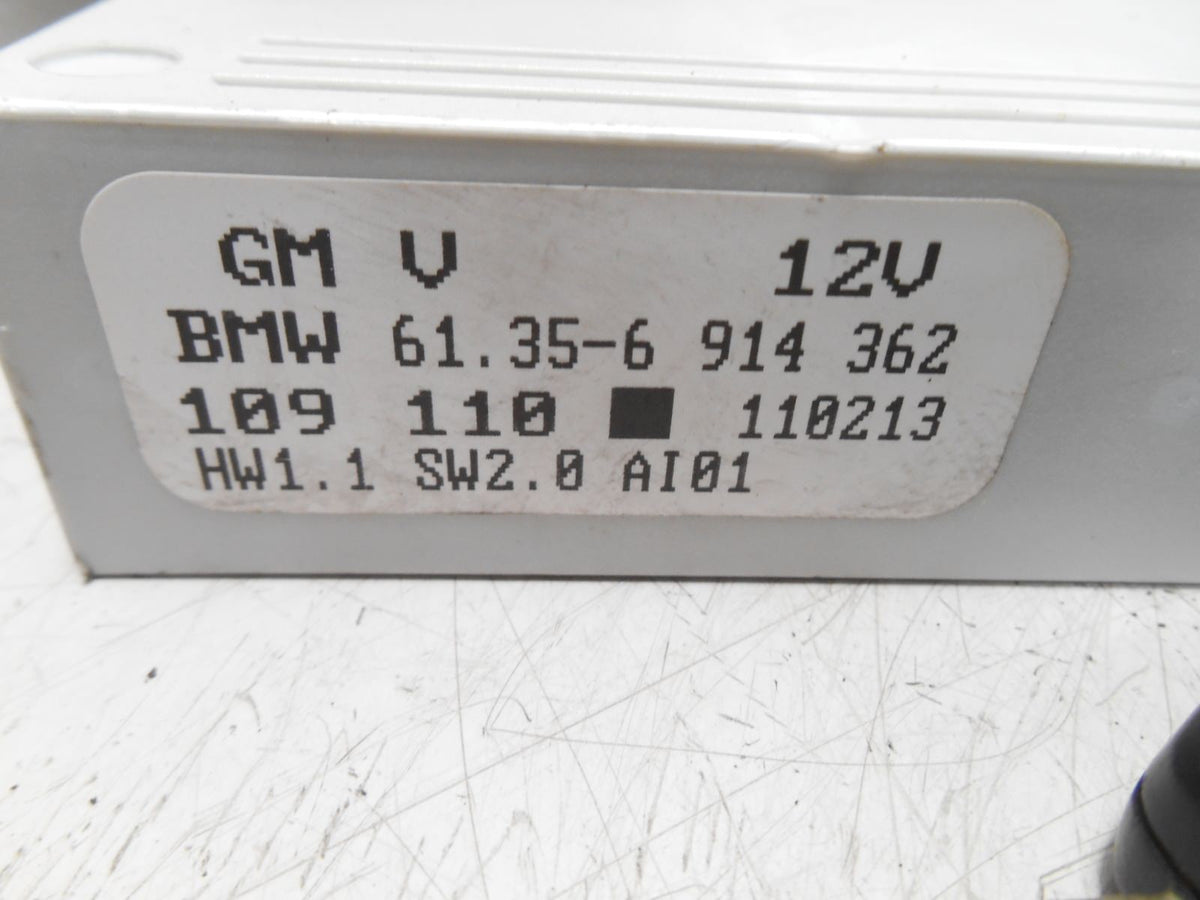 GM V 12V
BMW 61.35-6 914 362
109 110 ■ 110213
HW1.1 SW2.0 AI01